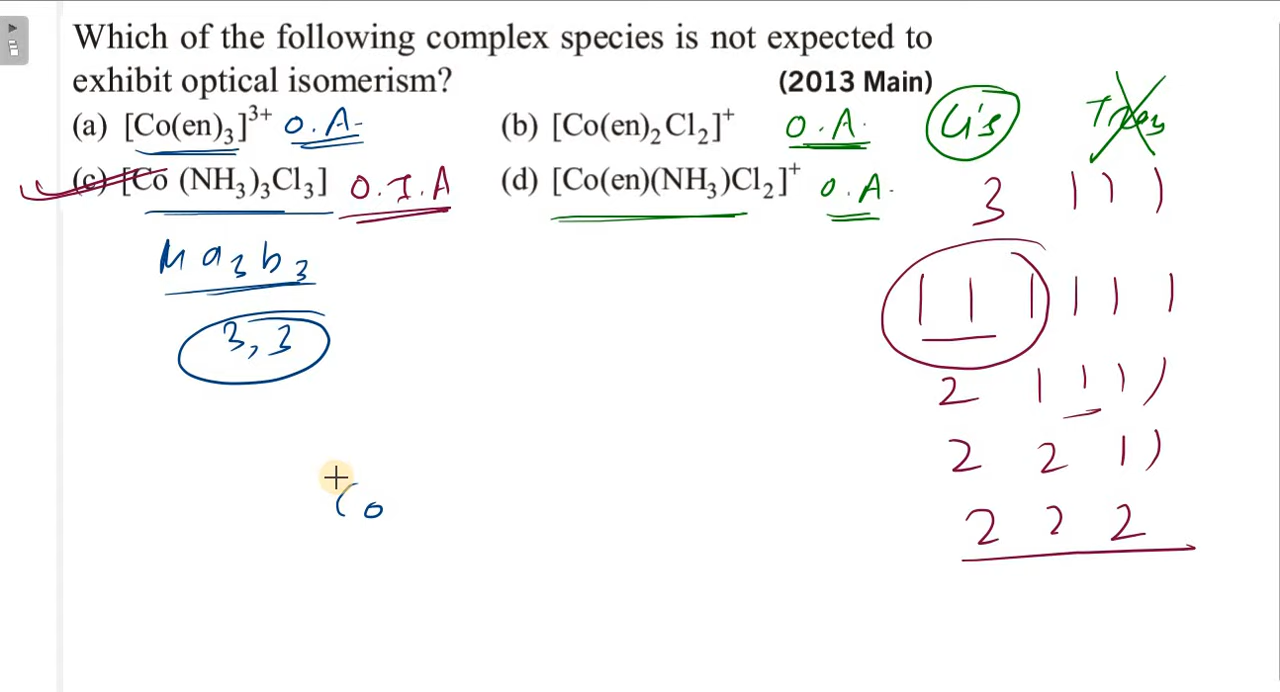 Which of the following complex species is not expected to
exhibit optical isomerism? (2013 Main)
(a) [Co(en)₃]³⁺ O.A. (b) [Co(en)₂Cl₂]⁺ O.A. Cis Trans
(c) [Co (NH₃)₃Cl₃] O.I.A (d) [Co(en)(NH₃)Cl₂]⁺ O.A.
3 1 1 1
Ma₃b₃
1 1 1 1 1 1
3, 3
2 1 1 1 1
2 2 1 1
Co
2 2 2